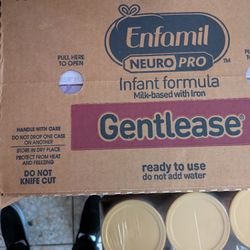 PULL HERE
TO OPEN
Enfamil
NEURO PRO™
Infant formula
Milk-based with Iron
Gentlease®
HANDLE WITH CARE
DO NOT DROP ONE CASE
ON ANOTHER
STORE IN DRY PLACE
PROTECT FROM HEAT
AND FREEZING
DO NOT
KNIFE CUT
ready to use
do not add water